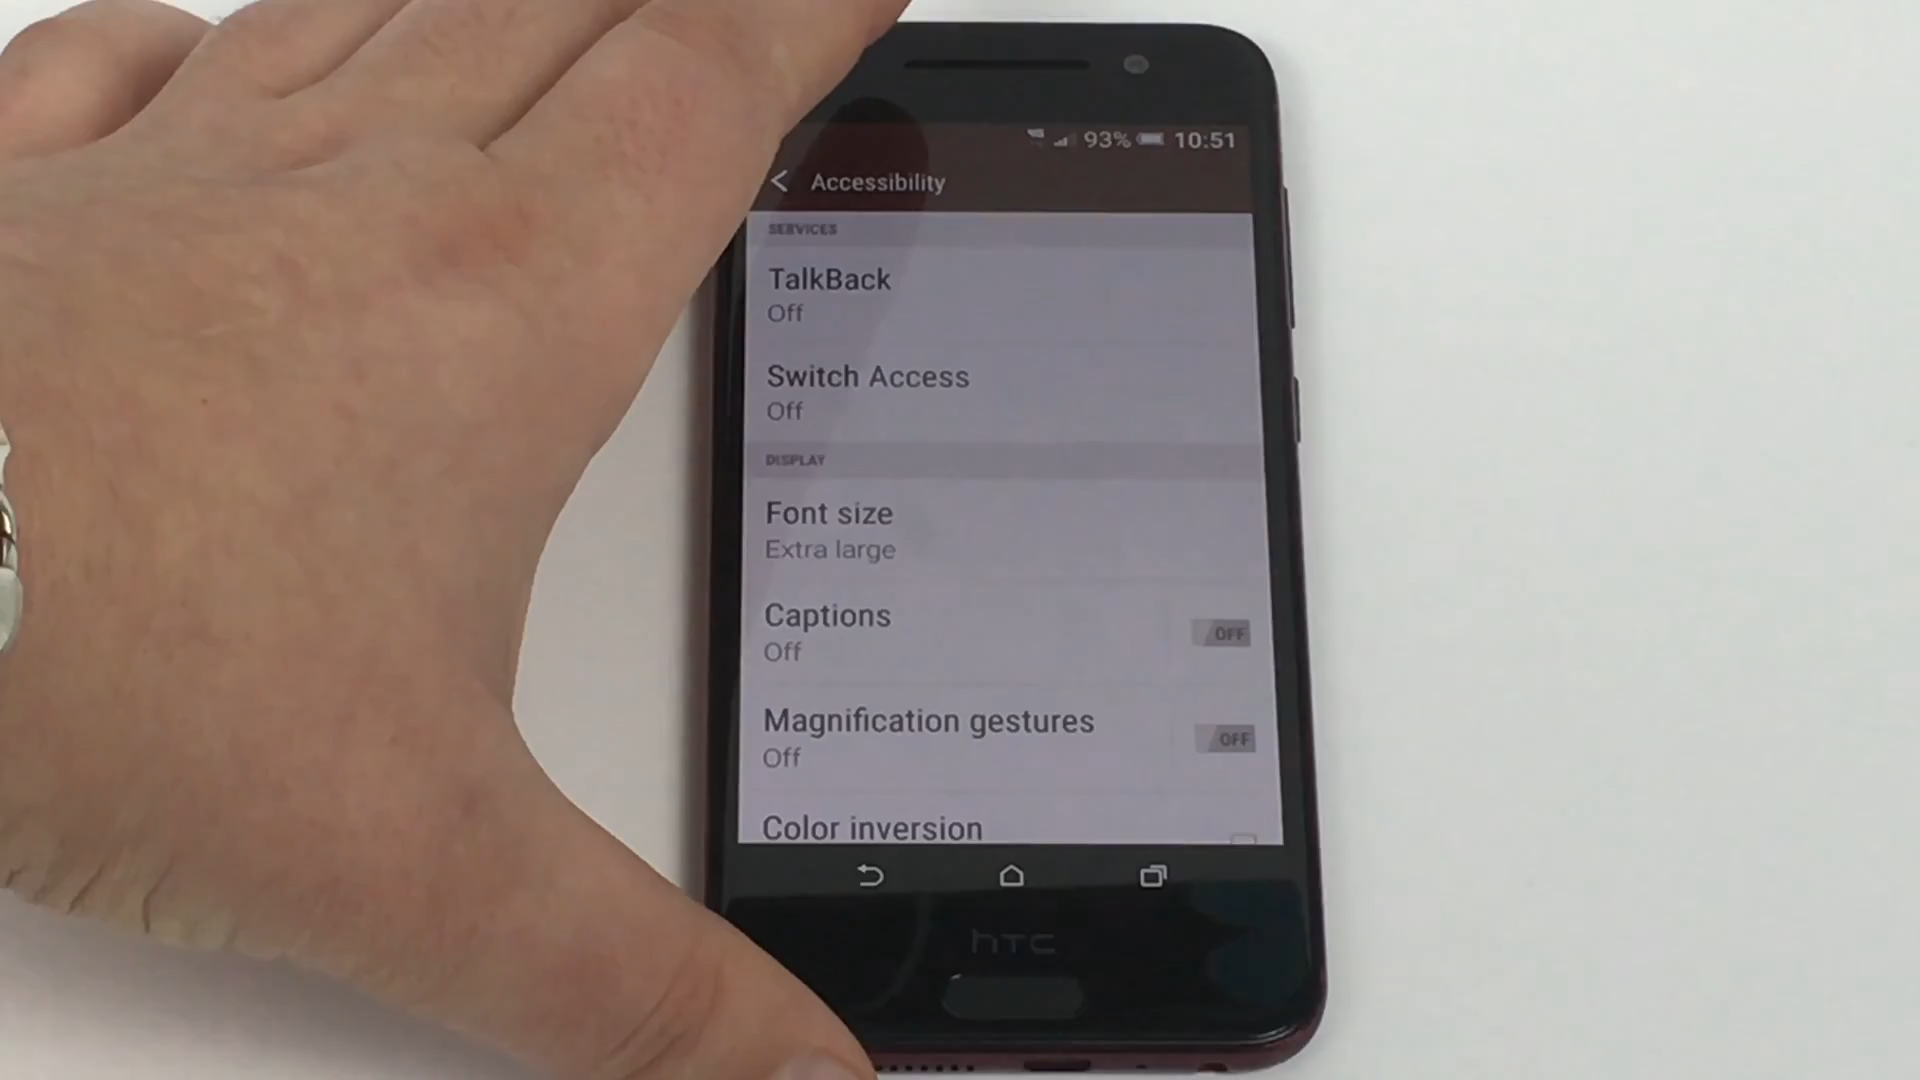 93% 10:51
Accessibility
SERVICES
TalkBack
Off
Switch Access
Off
DISPLAY
Font size
Extra large
Captions
Off
OFF
Magnification gestures
Off
OFF
Color inversion
hTC